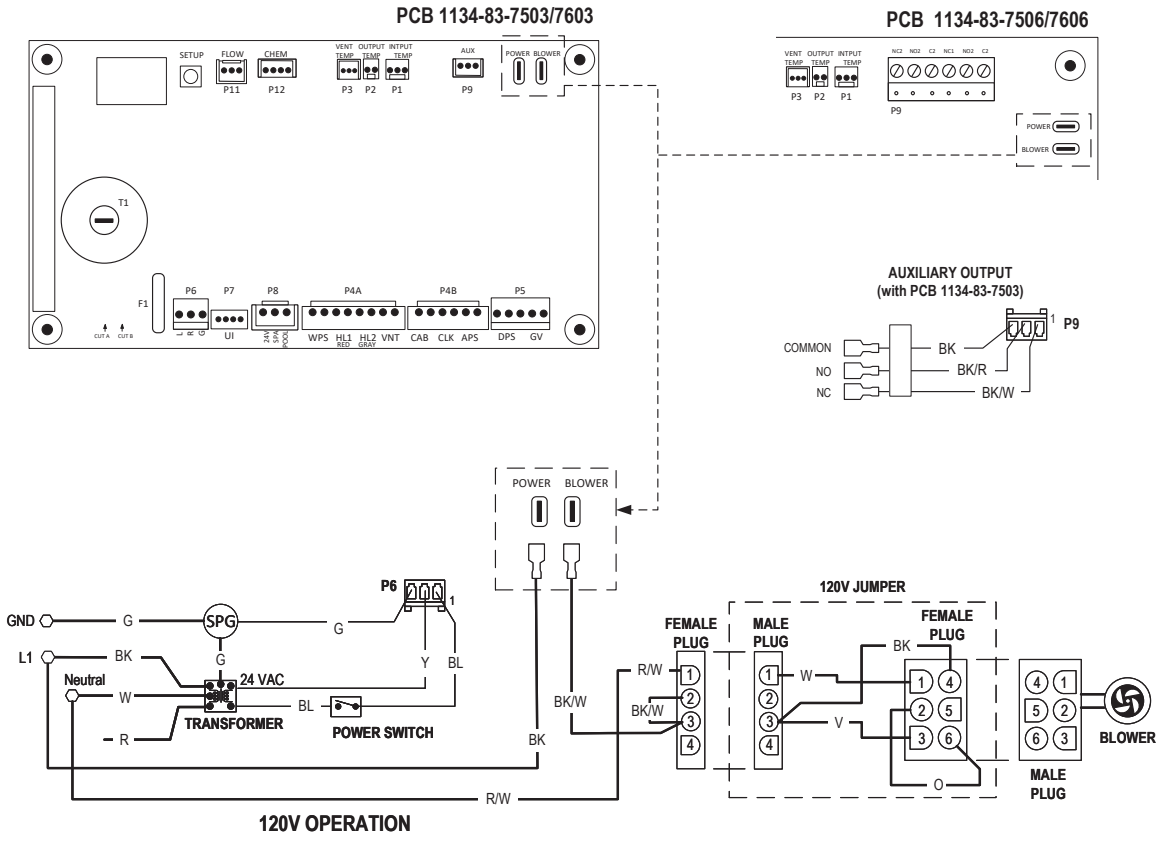 PCB 1134-83-7503/7603
PCB 1134-83-7506/7606
SETUP
FLOW
P11
CHEM
P12
VENT TEMP
P3
OUTPUT TEMP
P2
INTPUT TEMP
P1
AUX
P9
POWER BLOWER
VENT TEMP
P3
OUTPUT TEMP
P2
INTPUT TEMP
P1
NC2 NO2 C2 NC1 NO2 C2
P9
POWER
BLOWER
T1
F1
CUT A CUT B
P6
L R G
P7
UI
P8
24V SPA POOL
P4A
WPS HL1 HL2 VNT
RED GRAY
P4B
CAB CLK APS
P5
DPS GV
AUXILIARY OUTPUT
(with PCB 1134-83-7503)
1 P9
COMMON
BK
NO
BK/R
NC
BK/W
POWER BLOWER
P6
1
GND
G
SPG
G
L1
BK
G
Y
BL
Neutral
W
24 VAC
TRANSFORMER
BL
POWER SWITCH
R
BK
BK/W
R/W
120V OPERATION
FEMALE PLUG
R/W
BK/W
1
2
3
4
120V JUMPER
MALE PLUG
1
2
3
4
W
BK
V
O
FEMALE PLUG
1 4
2 5
3 6
4 1
5 2
6 3
MALE PLUG
BLOWER